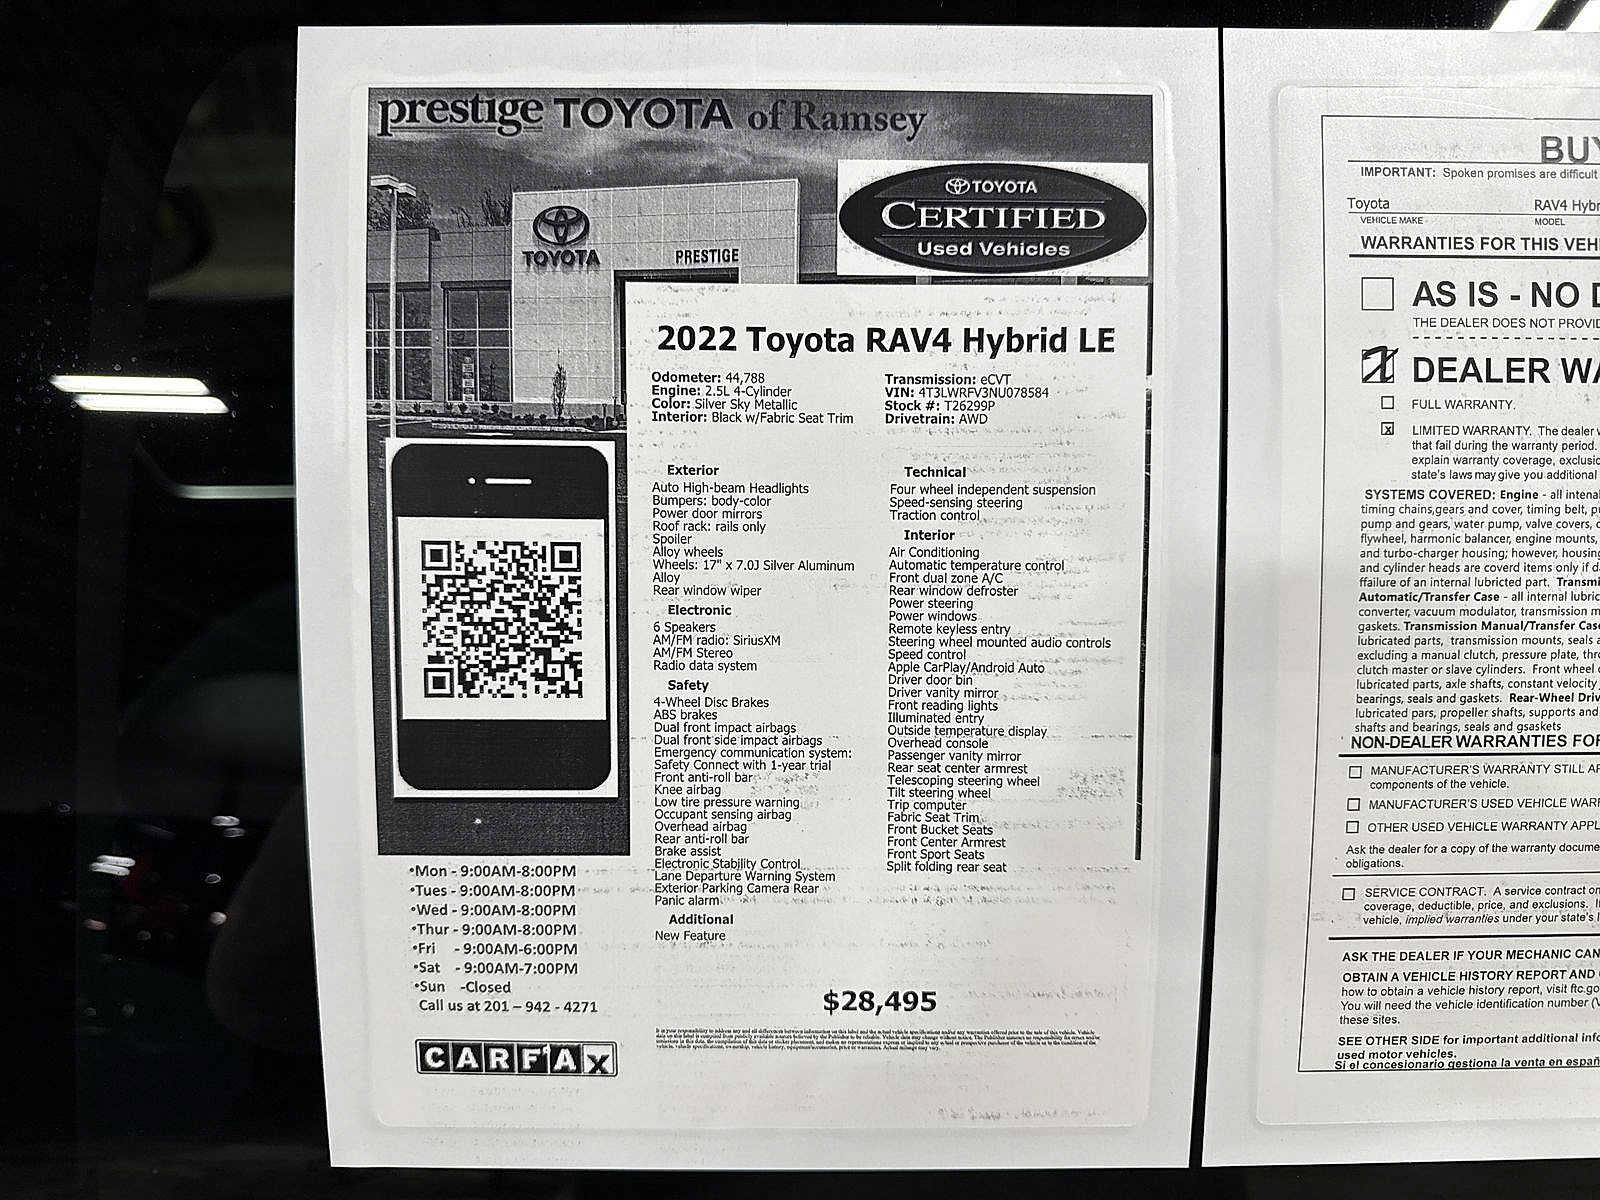 prestige TOYOTA of Ramsey
TOYOTA
CERTIFIED
Used Vehicles
TOYOTA
PRESTIGE
2022 Toyota RAV4 Hybrid LE
Odometer: 44,788
Engine: 2.5L 4-Cylinder
Color: Silver Sky Metallic
Interior: Black w/Fabric Seat Trim
Transmission: eCVT
VIN: 4T3LWRFV3NU078584
Stock #: T26299P
Drivetrain: AWD
Exterior
Auto High-beam Headlights
Bumpers: body-color
Power door mirrors
Roof rack: rails only
Spoiler
Alloy wheels
Wheels: 17" x 7.0J Silver Aluminum
Alloy
Rear window wiper
Electronic
6 Speakers
AM/FM radio: SiriusXM
AM/FM Stereo
Radio data system
Safety
4-Wheel Disc Brakes
ABS brakes
Dual front impact airbags
Dual front side impact airbags
Emergency communication system:
Safety Connect with 1-year trial
Front anti-roll bar
Knee airbag
Low tire pressure warning
Occupant sensing airbag
Overhead airbag
Rear anti-roll bar
Brake assist
Electronic Stability Control
Lane Departure Warning System
Exterior Parking Camera Rear
Panic alarm
Additional
New Feature
Technical
Four wheel independent suspension
Speed-sensing steering
Traction control
Interior
Air Conditioning
Automatic temperature control
Front dual zone A/C
Rear window defroster
Power steering
Power windows
Remote keyless entry
Steering wheel mounted audio controls
Speed control
Apple CarPlay/Android Auto
Driver door bin
Driver vanity mirror
Front reading lights
Illuminated entry
Outside temperature display
Overhead console
Passenger vanity mirror
Rear seat center armrest
Telescoping steering wheel
Tilt steering wheel
Trip computer
Fabric Seat Trim
Front Bucket Seats
Front Center Armrest
Front Sport Seats
Split folding rear seat
•Mon - 9:00AM-8:00PM
•Tues - 9:00AM-8:00PM
•Wed - 9:00AM-8:00PM
•Thur - 9:00AM-8:00PM
•Fri - 9:00AM-6:00PM
•Sat - 9:00AM-7:00PM
•Sun -Closed
Call us at 201 – 942 - 4271
$28,495
CARFAX
BUY
IMPORTANT: Spoken promises are difficult
Toyota RAV4 Hybr
VEHICLE MAKE MODEL
WARRANTIES FOR THIS VEHI
AS IS - NO D
THE DEALER DOES NOT PROVID
DEALER WA
FULL WARRANTY.
LIMITED WARRANTY. The dealer w
that fail during the warranty period.
explain warranty coverage, exclusio
state's laws may give you additional
SYSTEMS COVERED: Engine - all intenal
timing chains,gears and cover, timing belt, pu
pump and gears, water pump, valve covers, o
flywheel, harmonic balancer, engine mounts,
and turbo-charger housing; however, housing
and cylinder heads are coverd items only if da
ffailure of an internal lubricted part. Transmi
Automatic/Transfer Case - all internal lubric
converter, vacuum modulator, transmission m
gaskets. Transmission Manual/Transfer Case
lubricated parts, transmission mounts, seals a
excluding a manual clutch, pressure plate, thro
clutch master or slave cylinders. Front wheel d
lubricated parts, axle shafts, constant velocity j
bearings, seals and gaskets. Rear-Wheel Driv
lubricated pars, propeller shafts, supports and
shafts and bearings, seals and gsaskets
NON-DEALER WARRANTIES FOR
MANUFACTURER'S WARRANTY STILL AP
components of the vehicle.
MANUFACTURER'S USED VEHICLE WARR
OTHER USED VEHICLE WARRANTY APPL
Ask the dealer for a copy of the warranty docume
obligations.
SERVICE CONTRACT. A service contract on
coverage, deductible, price, and exclusions. I
vehicle, implied warranties under your state's l
ASK THE DEALER IF YOUR MECHANIC CAN
OBTAIN A VEHICLE HISTORY REPORT AND
how to obtain a vehicle history report, visit ftc.go
You will need the vehicle identification number (V
these sites.
SEE OTHER SIDE for important additional info
used motor vehicles.
Si el concesionario gestiona la venta en españ